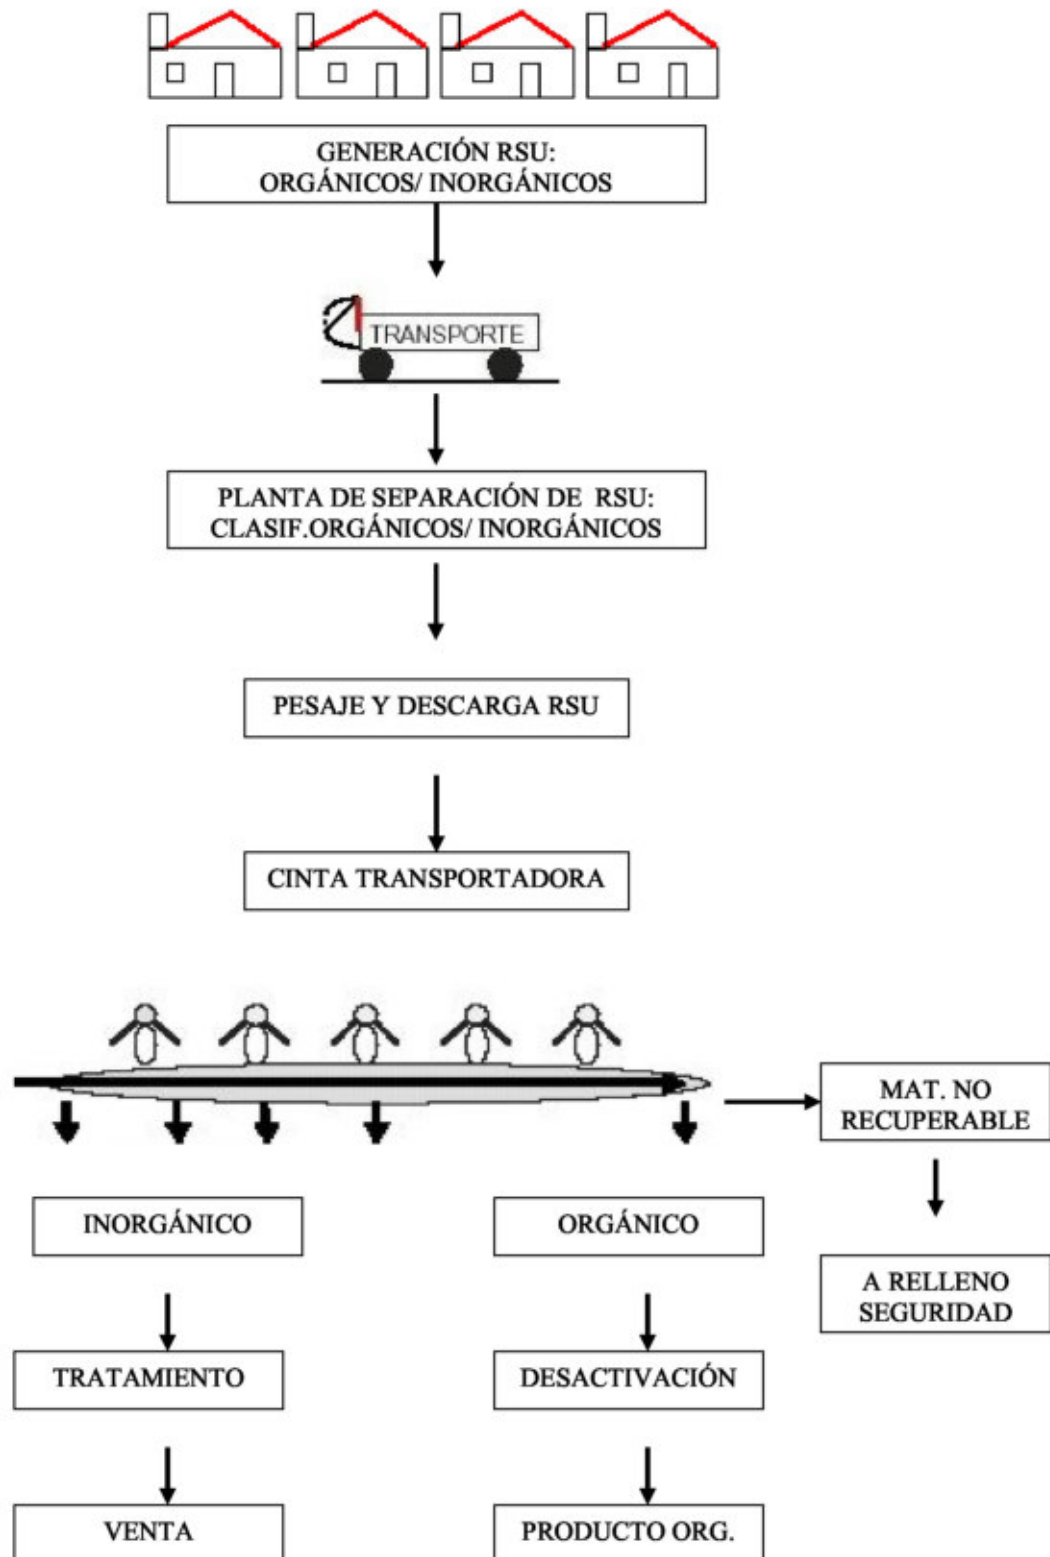 GENERACIÓN RSU:
ORGÁNICOS/ INORGÁNICOS
TRANSPORTE
PLANTA DE SEPARACIÓN DE RSU:
CLASIF.ORGÁNICOS/ INORGÁNICOS
PESAJE Y DESCARGA RSU
CINTA TRANSPORTADORA
MAT. NO
RECUPERABLE
INORGÁNICO
ORGÁNICO
A RELLENO
SEGURIDAD
TRATAMIENTO
DESACTIVACIÓN
VENTA
PRODUCTO ORG.